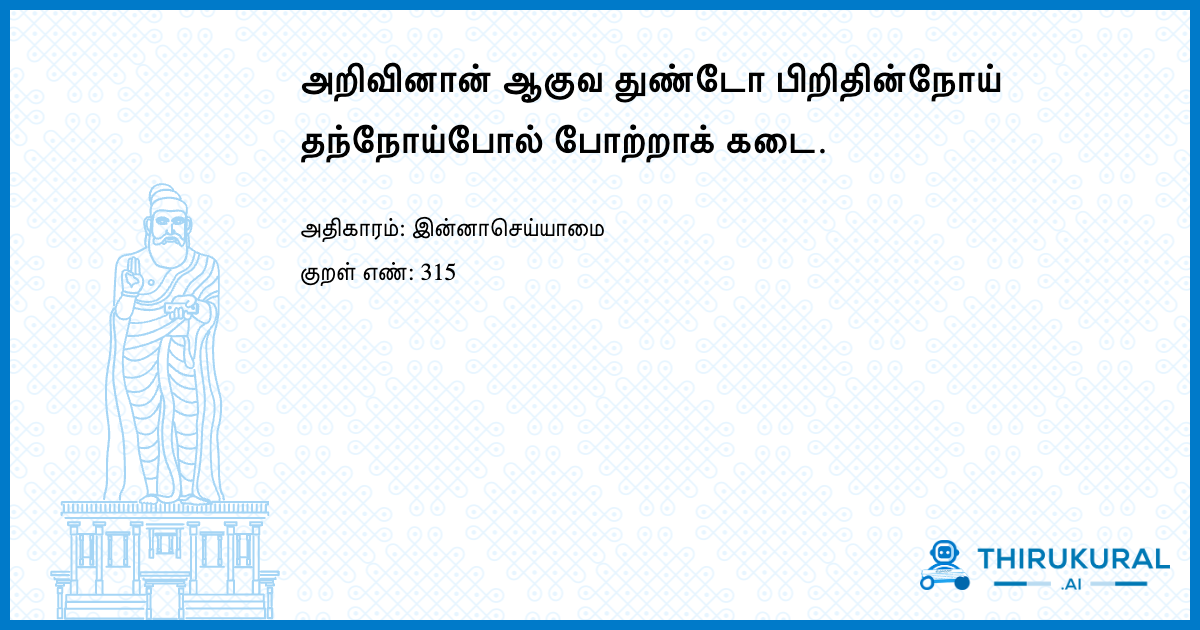 அறிவினான் ஆகுவ துண்டோ பிறிதின்நோய்
தந்நோய்போல் போற்றாக் கடை.
அதிகாரம்: இன்னாசெய்யாமை
குறள் எண்: 315
THIRUKURAL
.AI